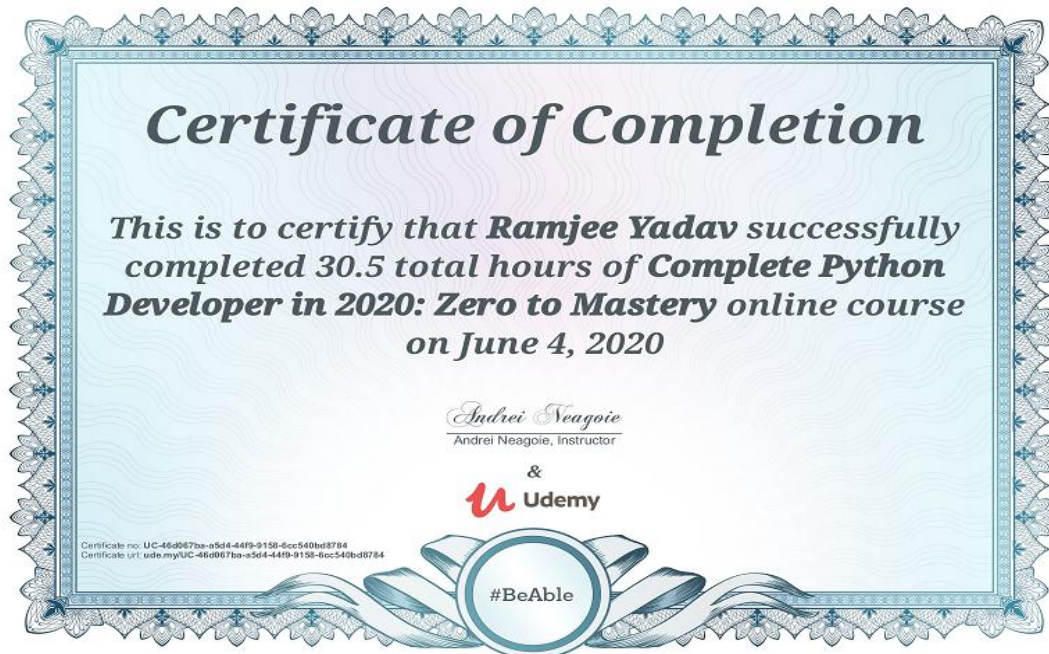 Certificate of Completion
This is to certify that Ramjee Yadav successfully
completed 30.5 total hours of Complete Python
Developer in 2020: Zero to Mastery online course
on June 4, 2020
Andrei Neagoie
Andrei Neagoie, Instructor
&
Udemy
Certificate no: UC-46d067ba-a5d4-44f9-9158-6cc540bd8784
Certificate url: ude.my/UC-46d067ba-a5d4-44f9-9158-6cc540bd8784
#BeAble